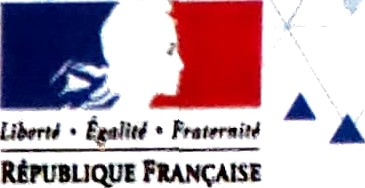 Liberté • Égalité • Fraternité
RÉPUBLIQUE FRANÇAISE